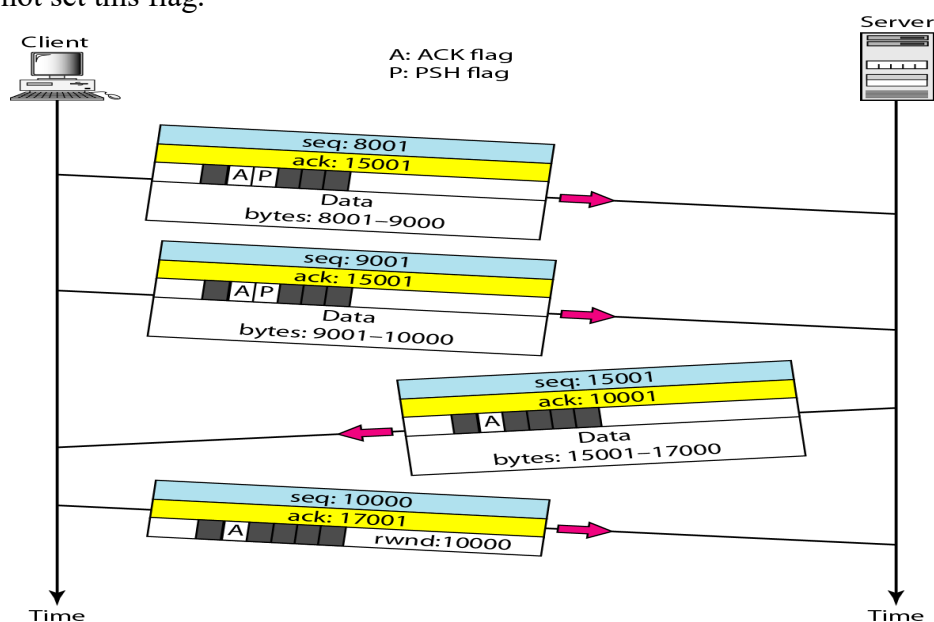 not set this flag.
Client
Server
A: ACK flag
P: PSH flag
seq: 8001
ack: 15001
A P
Data
bytes: 8001–9000
seq: 9001
ack: 15001
A P
Data
bytes: 9001–10000
seq: 15001
ack: 10001
A
Data
bytes: 15001–17000
seq: 10000
ack: 17001
A
rwnd:10000
Time
Time